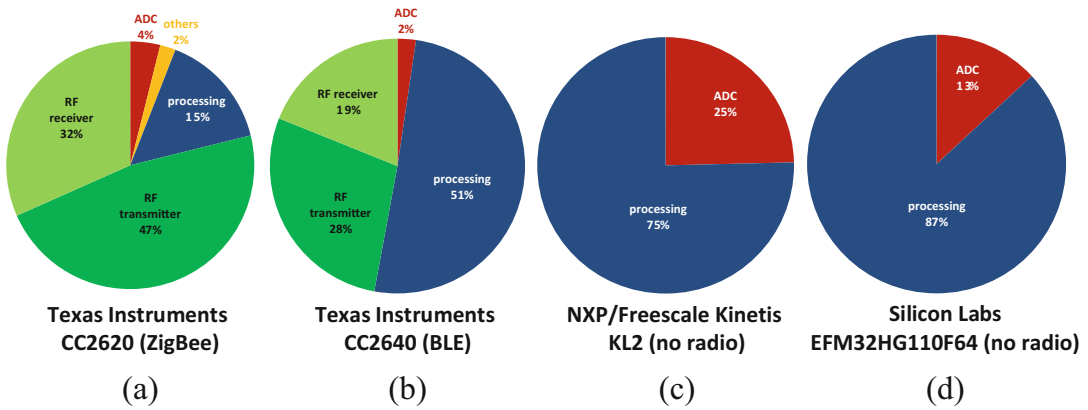 ADC
4%
others
2%
processing
15%
RF
transmitter
47%
RF
receiver
32%
Texas Instruments
CC2620 (ZigBee)
(a)
ADC
2%
processing
51%
RF
transmitter
28%
RF receiver
19%
Texas Instruments
CC2640 (BLE)
(b)
ADC
25%
processing
75%
NXP/Freescale Kinetis
KL2 (no radio)
(c)
ADC
13%
processing
87%
Silicon Labs
EFM32HG110F64 (no radio)
(d)